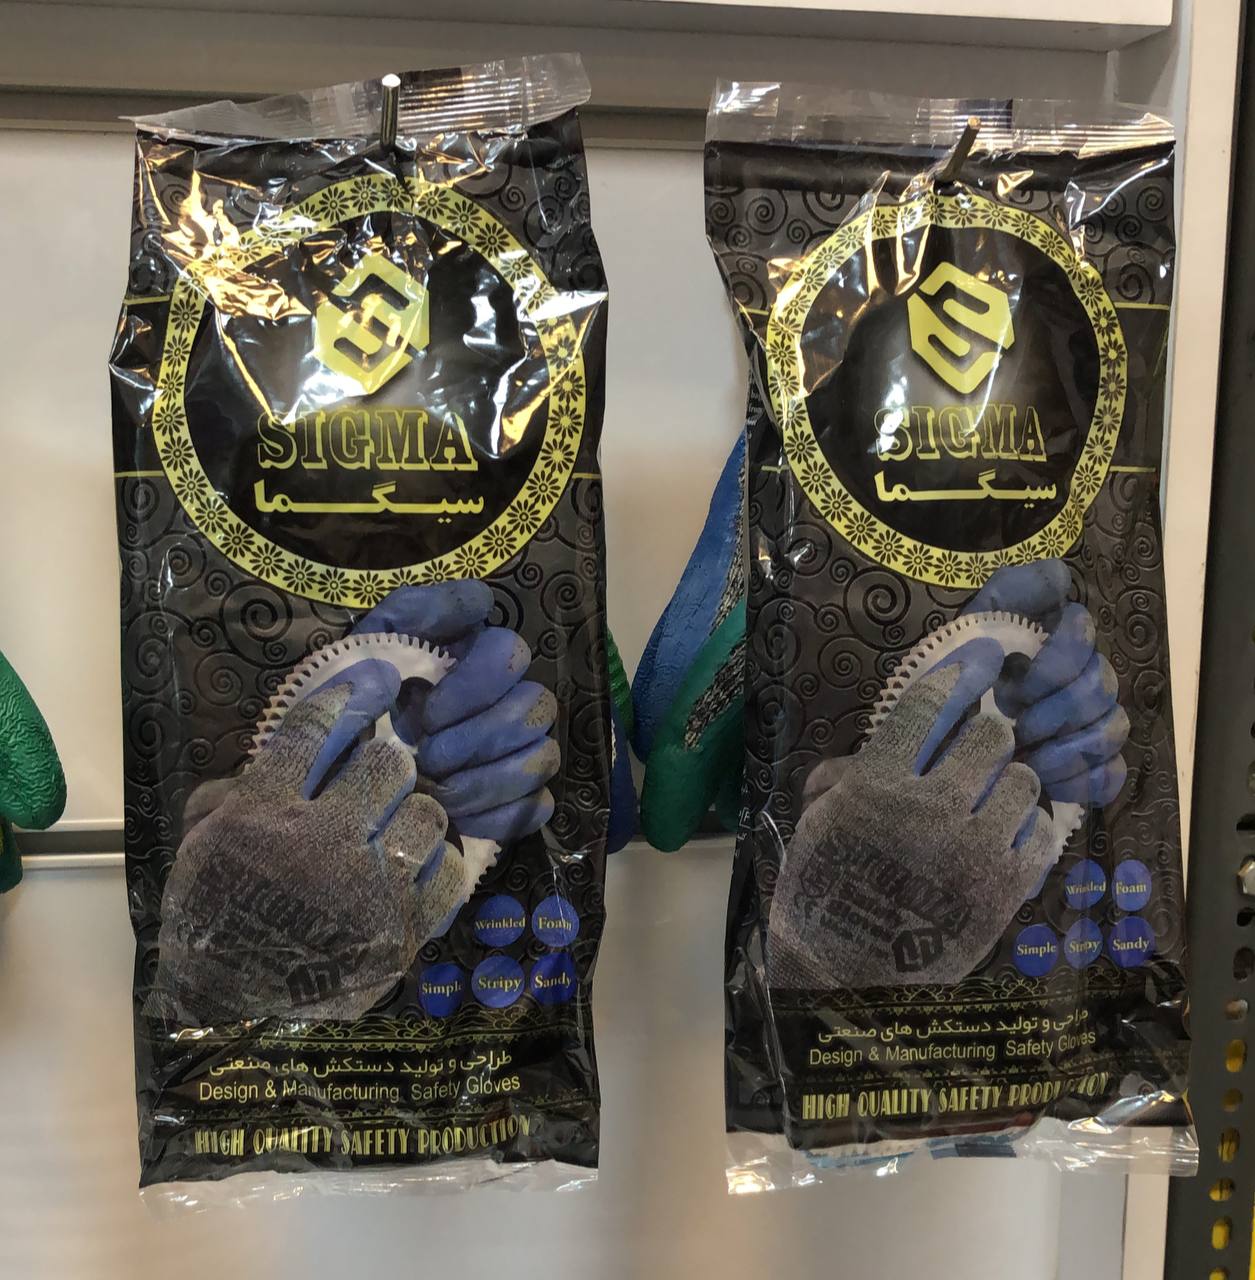 SIGMA
سیگما
Wrinkled Foam
Simple Stripy Sandy
طراحی و تولید دستکش های صنعتی
Design & Manufacturing Safety Gloves
HIGH QUALITY SAFETY PRODUCTION
SIGMA
سیگما
Wrinkled Foam
Simple Stripy Sandy
طراحی و تولید دستکش های صنعتی
Design & Manufacturing Safety Gloves
HIGH QUALITY SAFETY PRODUCTION